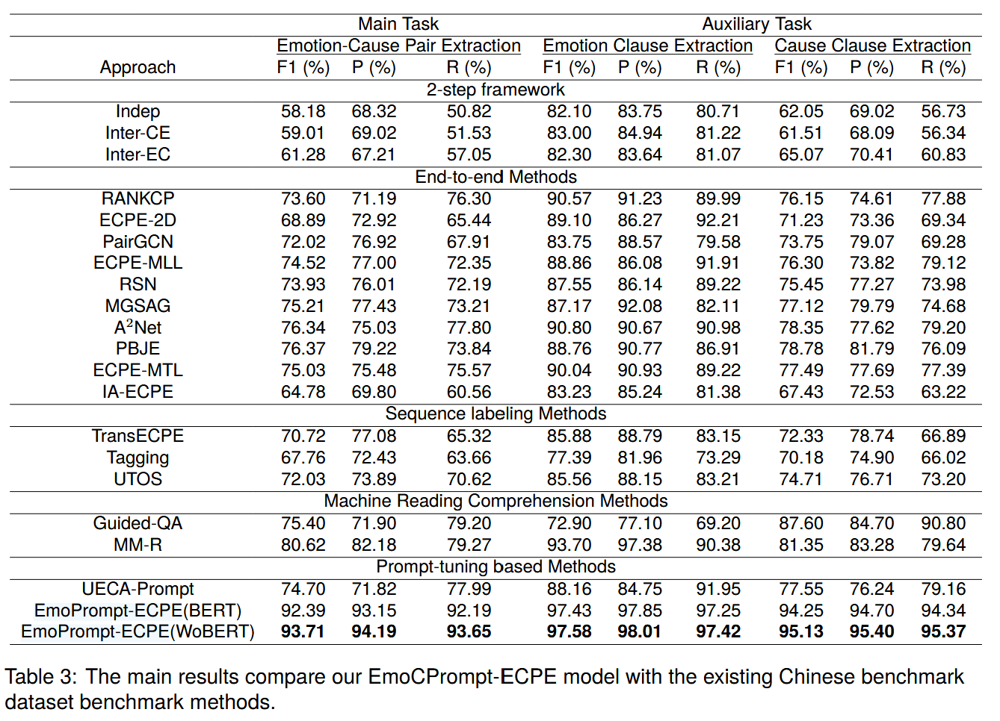 Main Task Auxiliary Task
Emotion-Cause Pair Extraction Emotion Clause Extraction Cause Clause Extraction
Approach F1 (%) P (%) R (%) F1 (%) P (%) R (%) F1 (%) P (%) R (%)
2-step framework
Indep 58.18 68.32 50.82 82.10 83.75 80.71 62.05 69.02 56.73
Inter-CE 59.01 69.02 51.53 83.00 84.94 81.22 61.51 68.09 56.34
Inter-EC 61.28 67.21 57.05 82.30 83.64 81.07 65.07 70.41 60.83
End-to-end Methods
RANKCP 73.60 71.19 76.30 90.57 91.23 89.99 76.15 74.61 77.88
ECPE-2D 68.89 72.92 65.44 89.10 86.27 92.21 71.23 73.36 69.34
PairGCN 72.02 76.92 67.91 83.75 88.57 79.58 73.75 79.07 69.28
ECPE-MLL 74.52 77.00 72.35 88.86 86.08 91.91 76.30 73.82 79.12
RSN 73.93 76.01 72.19 87.55 86.14 89.22 75.45 77.27 73.98
MGSAG 75.21 77.43 73.21 87.17 92.08 82.11 77.12 79.79 74.68
A²Net 76.34 75.03 77.80 90.80 90.67 90.98 78.35 77.62 79.20
PBJE 76.37 79.22 73.84 88.76 90.77 86.91 78.78 81.79 76.09
ECPE-MTL 75.03 75.48 75.57 90.04 90.93 89.22 77.49 77.69 77.39
IA-ECPE 64.78 69.80 60.56 83.23 85.24 81.38 67.43 72.53 63.22
Sequence labeling Methods
TransECPE 70.72 77.08 65.32 85.88 88.79 83.15 72.33 78.74 66.89
Tagging 67.76 72.43 63.66 77.39 81.96 73.29 70.18 74.90 66.02
UTOS 72.03 73.89 70.62 85.56 88.15 83.21 74.71 76.71 73.20
Machine Reading Comprehension Methods
Guided-QA 75.40 71.90 79.20 72.90 77.10 69.20 87.60 84.70 90.80
MM-R 80.62 82.18 79.27 93.70 97.38 90.38 81.35 83.28 79.64
Prompt-tuning based Methods
UECA-Prompt 74.70 71.82 77.99 88.16 84.75 91.95 77.55 76.24 79.16
EmoPrompt-ECPE(BERT) 92.39 93.15 92.19 97.43 97.85 97.25 94.25 94.70 94.34
EmoPrompt-ECPE(WoBERT) 93.71 94.19 93.65 97.58 98.01 97.42 95.13 95.40 95.37
Table 3: The main results compare our EmoCPrompt-ECPE model with the existing Chinese benchmark
dataset benchmark methods.